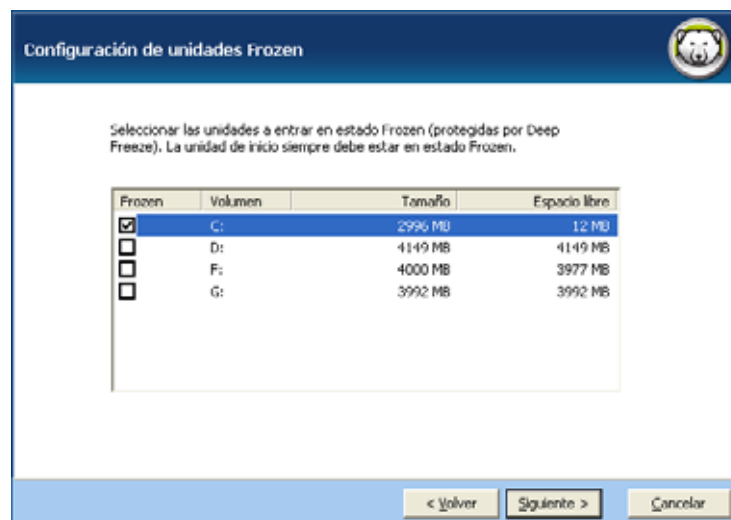 Configuración de unidades Frozen
Seleccionar las unidades a entrar en estado Frozen (protegidas por Deep
Freeze). La unidad de inicio siempre debe estar en estado Frozen.
Frozen Volumen Tamaño Espacio libre
C: 2996 MB 12 MB
D: 4149 MB 4149 MB
F: 4000 MB 3977 MB
G: 3992 MB 3992 MB
< Volver Siguiente > Cancelar